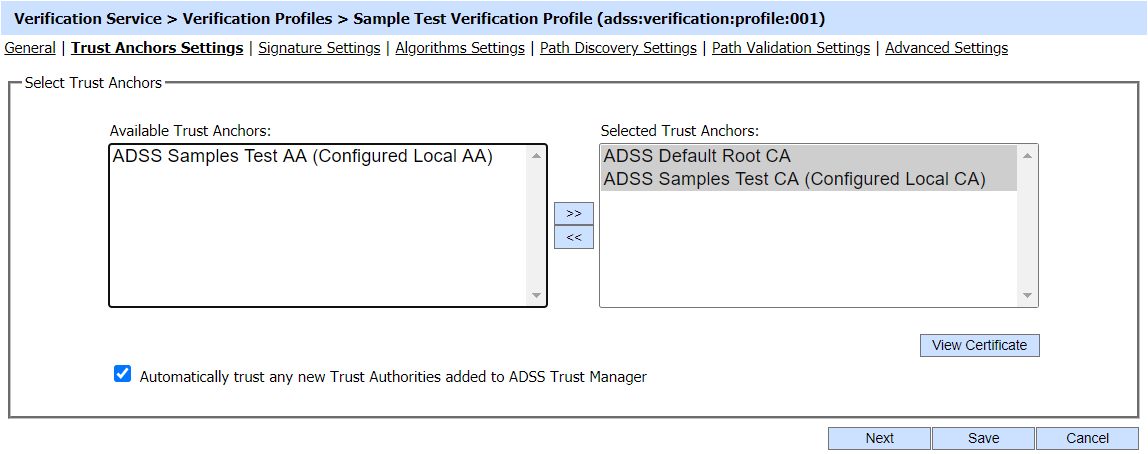 Verification Service > Verification Profiles > Sample Test Verification Profile (adss:verification:profile:001)
General | Trust Anchors Settings | Signature Settings | Algorithms Settings | Path Discovery Settings | Path Validation Settings | Advanced Settings
Select Trust Anchors
Available Trust Anchors:
ADSS Samples Test AA (Configured Local AA)
>>
<<
Selected Trust Anchors:
ADSS Default Root CA
ADSS Samples Test CA (Configured Local CA)
View Certificate
Automatically trust any new Trust Authorities added to ADSS Trust Manager
Next
Save
Cancel